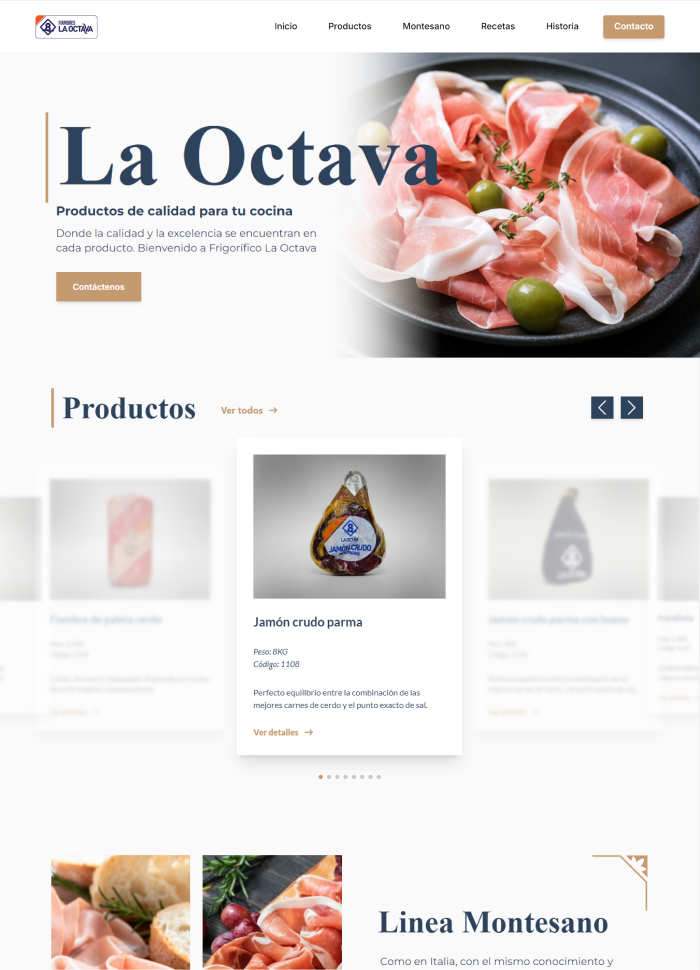 FIAMBRES
LA OCTAVA
Inicio
Productos
Montesano
Recetas
Historia
Contacto
La Octava
Productos de calidad para tu cocina
Donde la calidad y la excelencia se encuentran en
cada producto. Bienvenido a Frigorífico La Octava
Contáctenos
Productos
Ver todos →
Fiambre de paleta cerdo
LA OCTAVA
JAMÓN CRUDO
Jamón crudo parma
Peso: 8KG
Código: 1108
Perfecto equilibrio entre la combinación de las
mejores carnes de cerdo y el punto exacto de sal.
Ver detalles →
Jamón crudo parma con hueso
Linea Montesano
Como en Italia, con el mismo conocimiento y